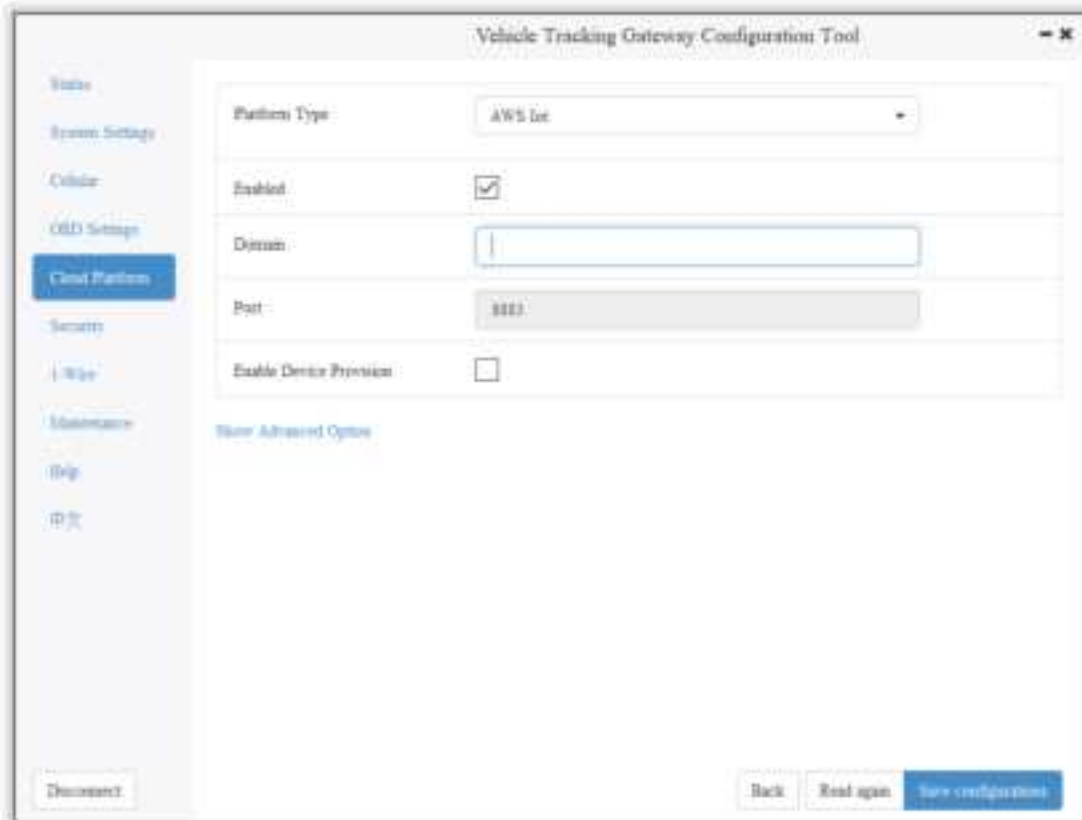 Vehicle Tracking Gateway Configuration Tool
Status
System Settings
Cellular
OBD Settings
Cloud Platform
Security
1-Wire
Maintenance
Help
中文
Platform Type
AWS Iot
Enabled
Domain
Port
8883
Enable Device Provision
Show Advanced Option
Disconnect
Back
Read again
Save configurations